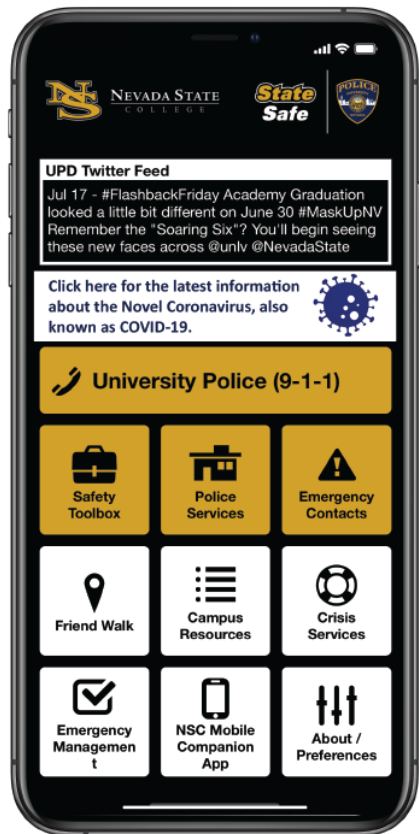 NS
NEVADA STATE
COLLEGE
State
Safe
POLICE
UPD Twitter Feed
Jul 17 - #FlashbackFriday Academy Graduation
looked a little bit different on June 30 #MaskUpNV
Remember the "Soaring Six"? You'll begin seeing
these new faces across @unlv @NevadaState
Click here for the latest information
about the Novel Coronavirus, also
known as COVID-19.
University Police (9-1-1)
Safety
Toolbox
Police
Services
Emergency
Contacts
Friend Walk
Campus
Resources
Crisis
Services
Emergency
Managemen
t
NSC Mobile
Companion
App
About /
Preferences